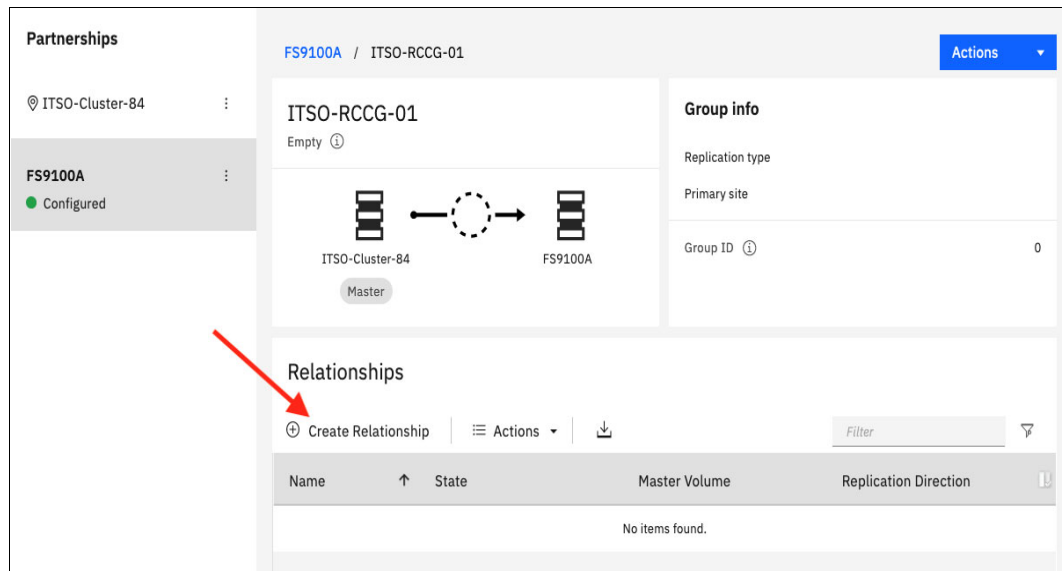 Partnerships
ITSO-Cluster-84
FS9100A
Configured
FS9100A / ITSO-RCCG-01
Actions
ITSO-RCCG-01
Empty
ITSO-Cluster-84
FS9100A
Master
Group info
Replication type
Primary site
Group ID 0
Relationships
Create Relationship Actions Filter
Name State Master Volume Replication Direction
No items found.